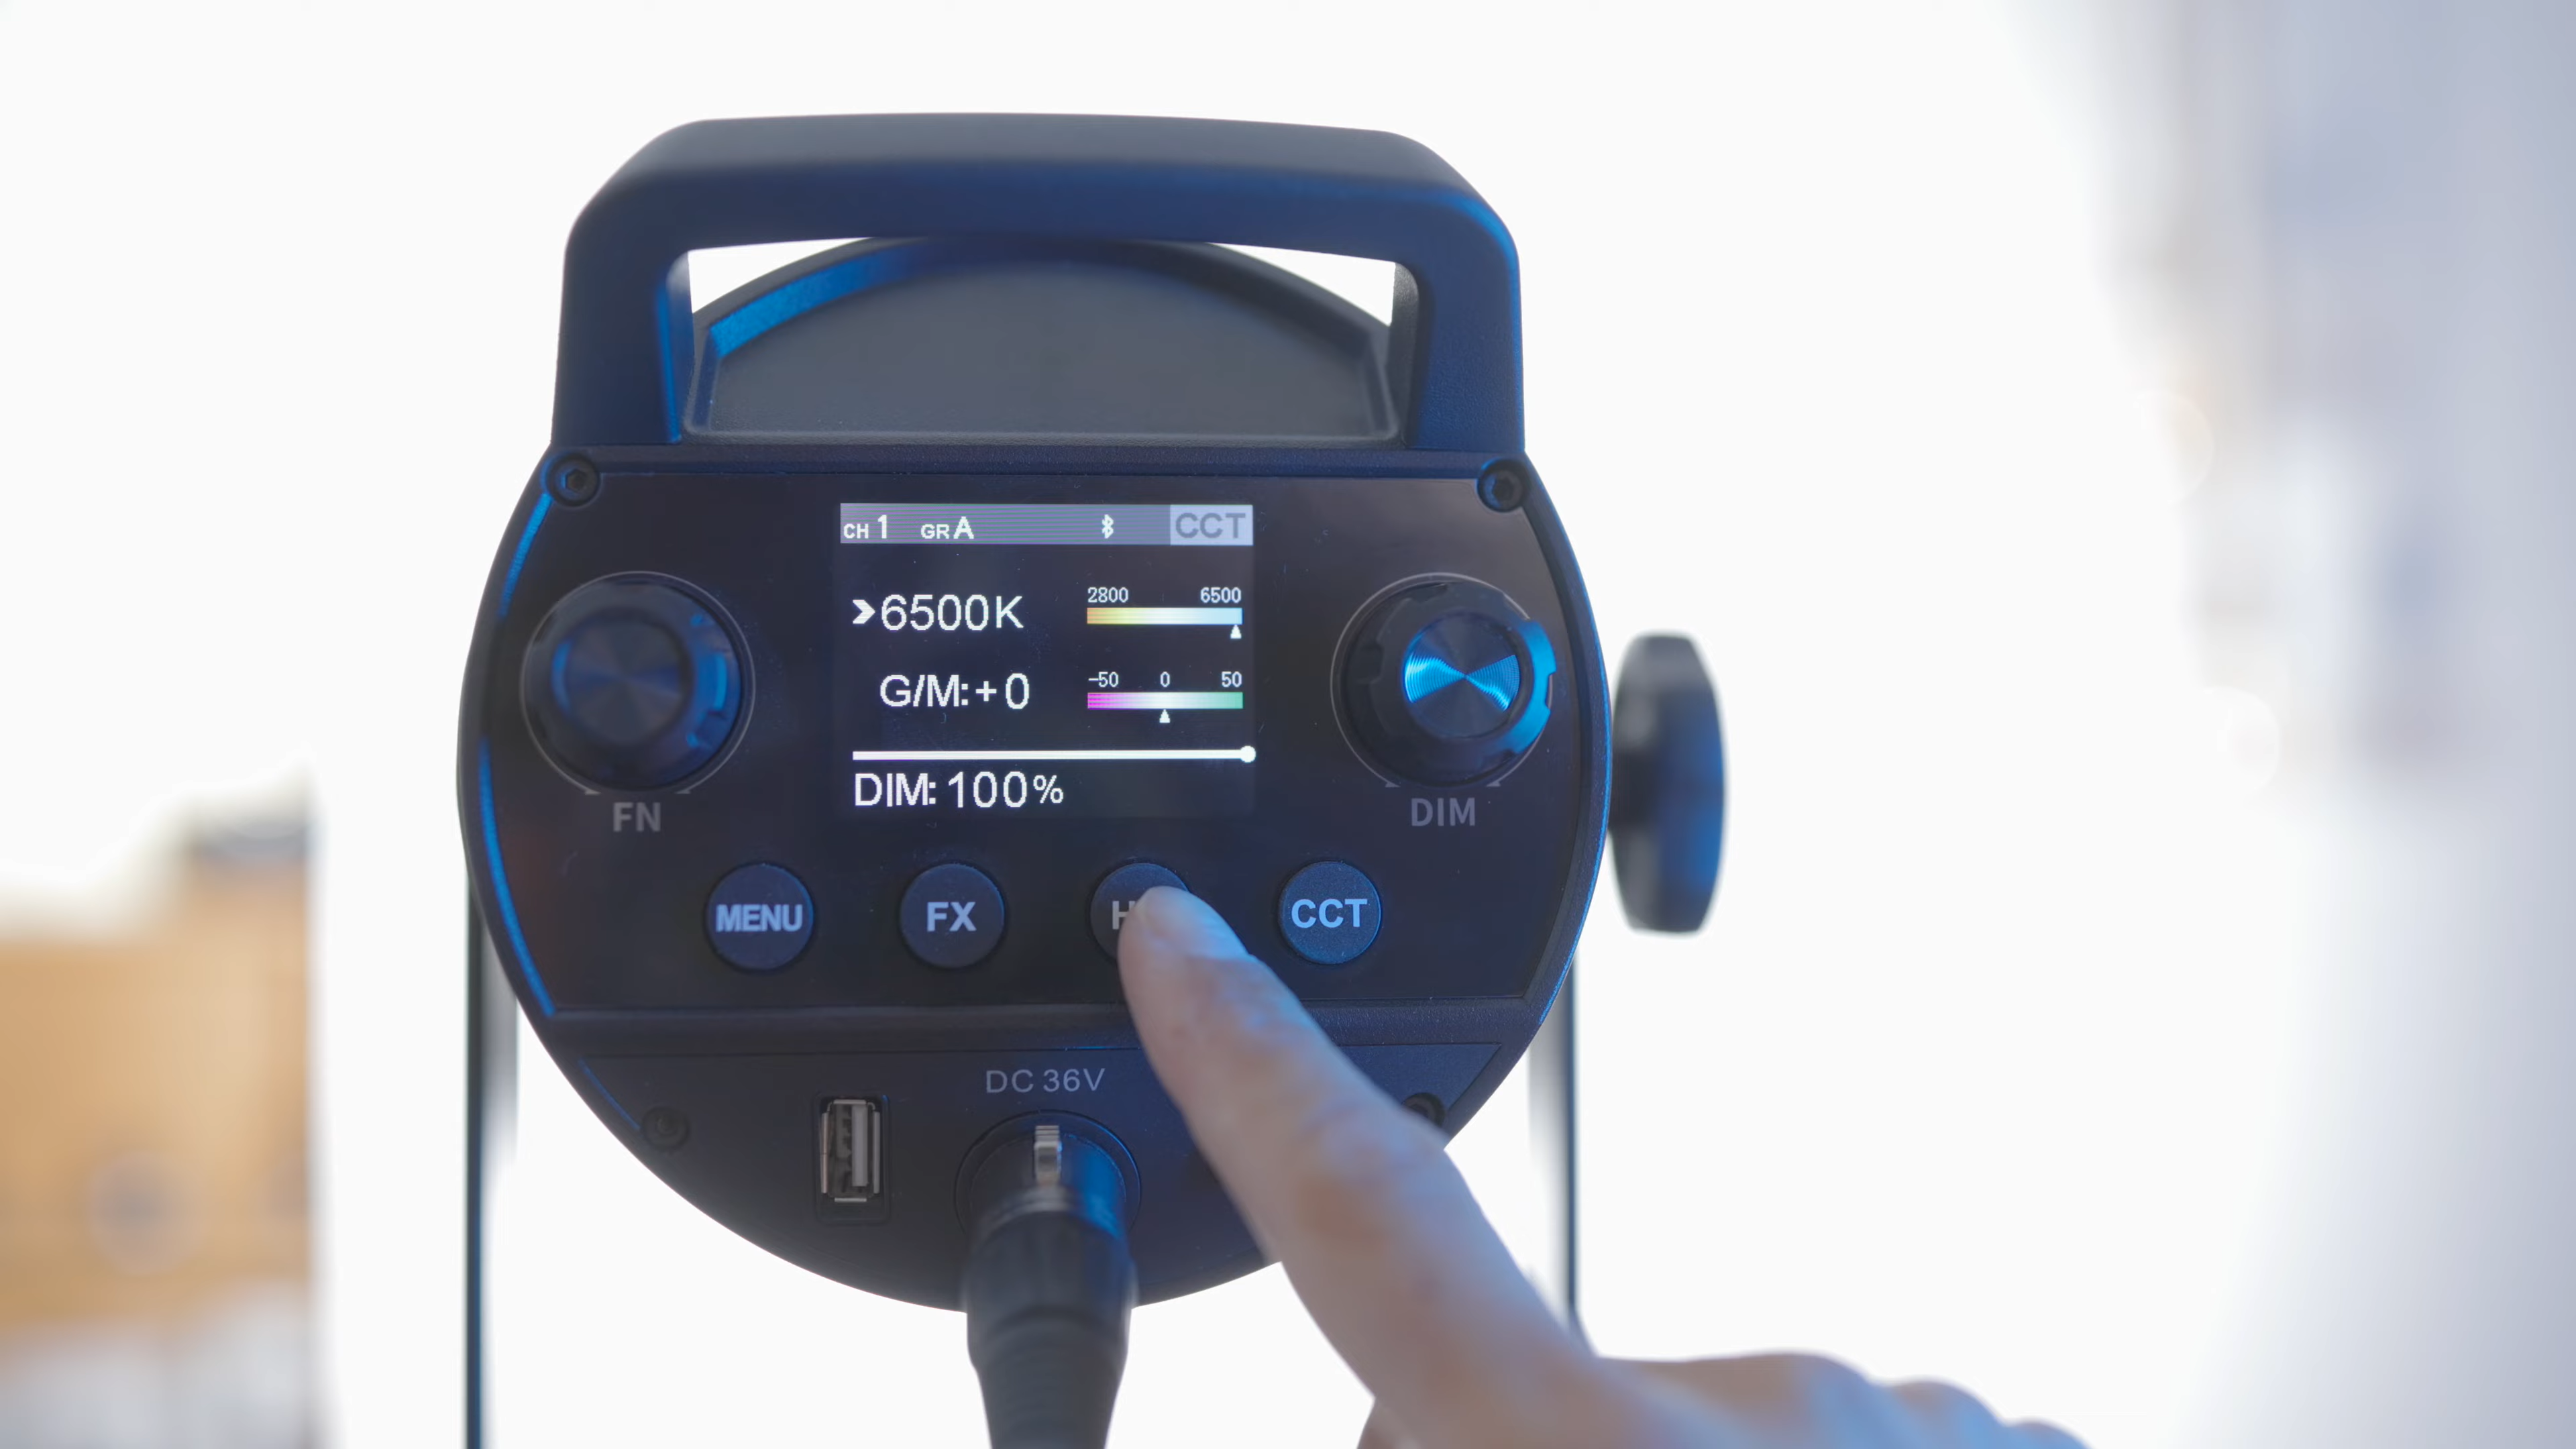 CH 1 GR A CCT
6500K
2800 6500
G/M:+0
-50 0 50
DIM:100%
FN
DIM
MENU FX CCT
DC 36V